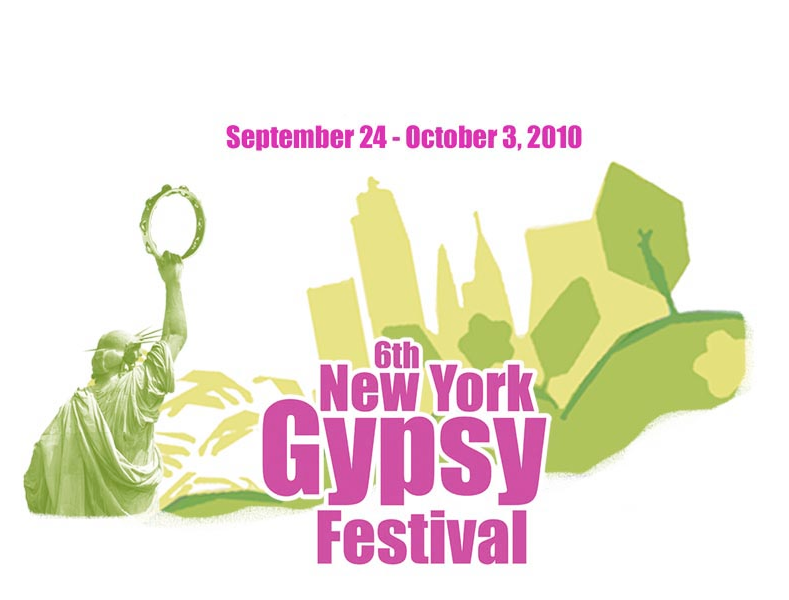 September 24 - October 3, 2010
6th
New York
Gypsy
Festival